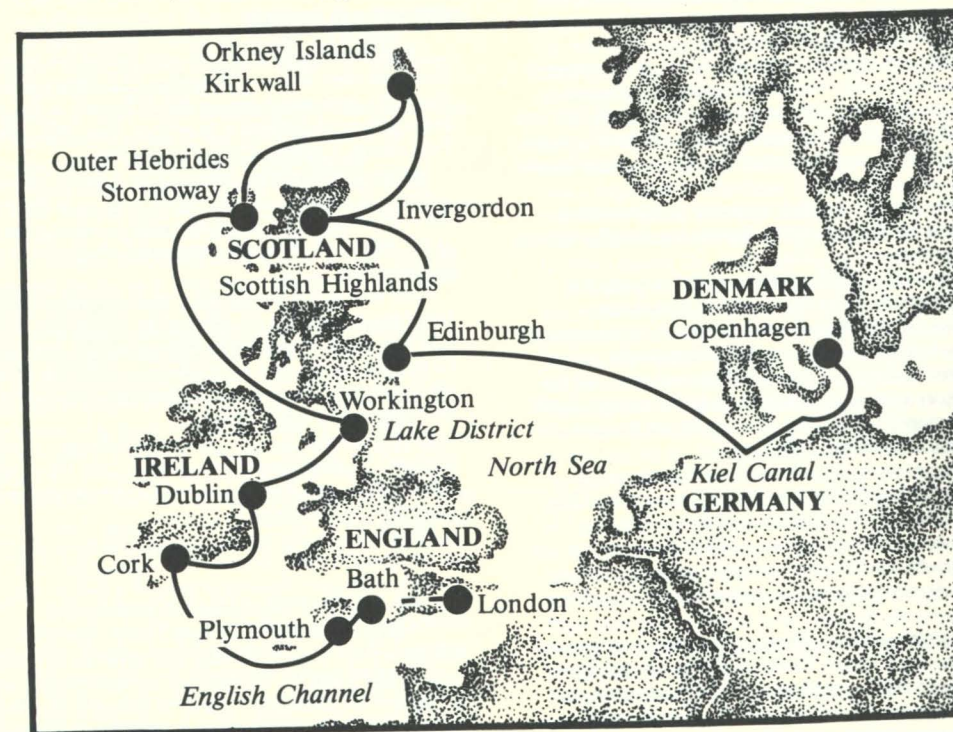 Orkney Islands
Kirkwall
Outer Hebrides
Stornoway
Invergordon
SCOTLAND
Scottish Highlands
DENMARK
Copenhagen
Edinburgh
Workington
Lake District
North Sea
Kiel Canal
GERMANY
IRELAND
Dublin
ENGLAND
Cork
Bath
London
Plymouth
English Channel